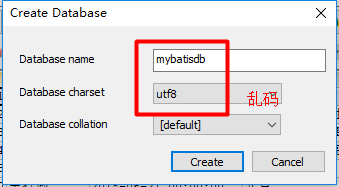 Create Database
Database name mybatisdb
Database charset utf8 乱码
Database collation [default]
Create Cancel